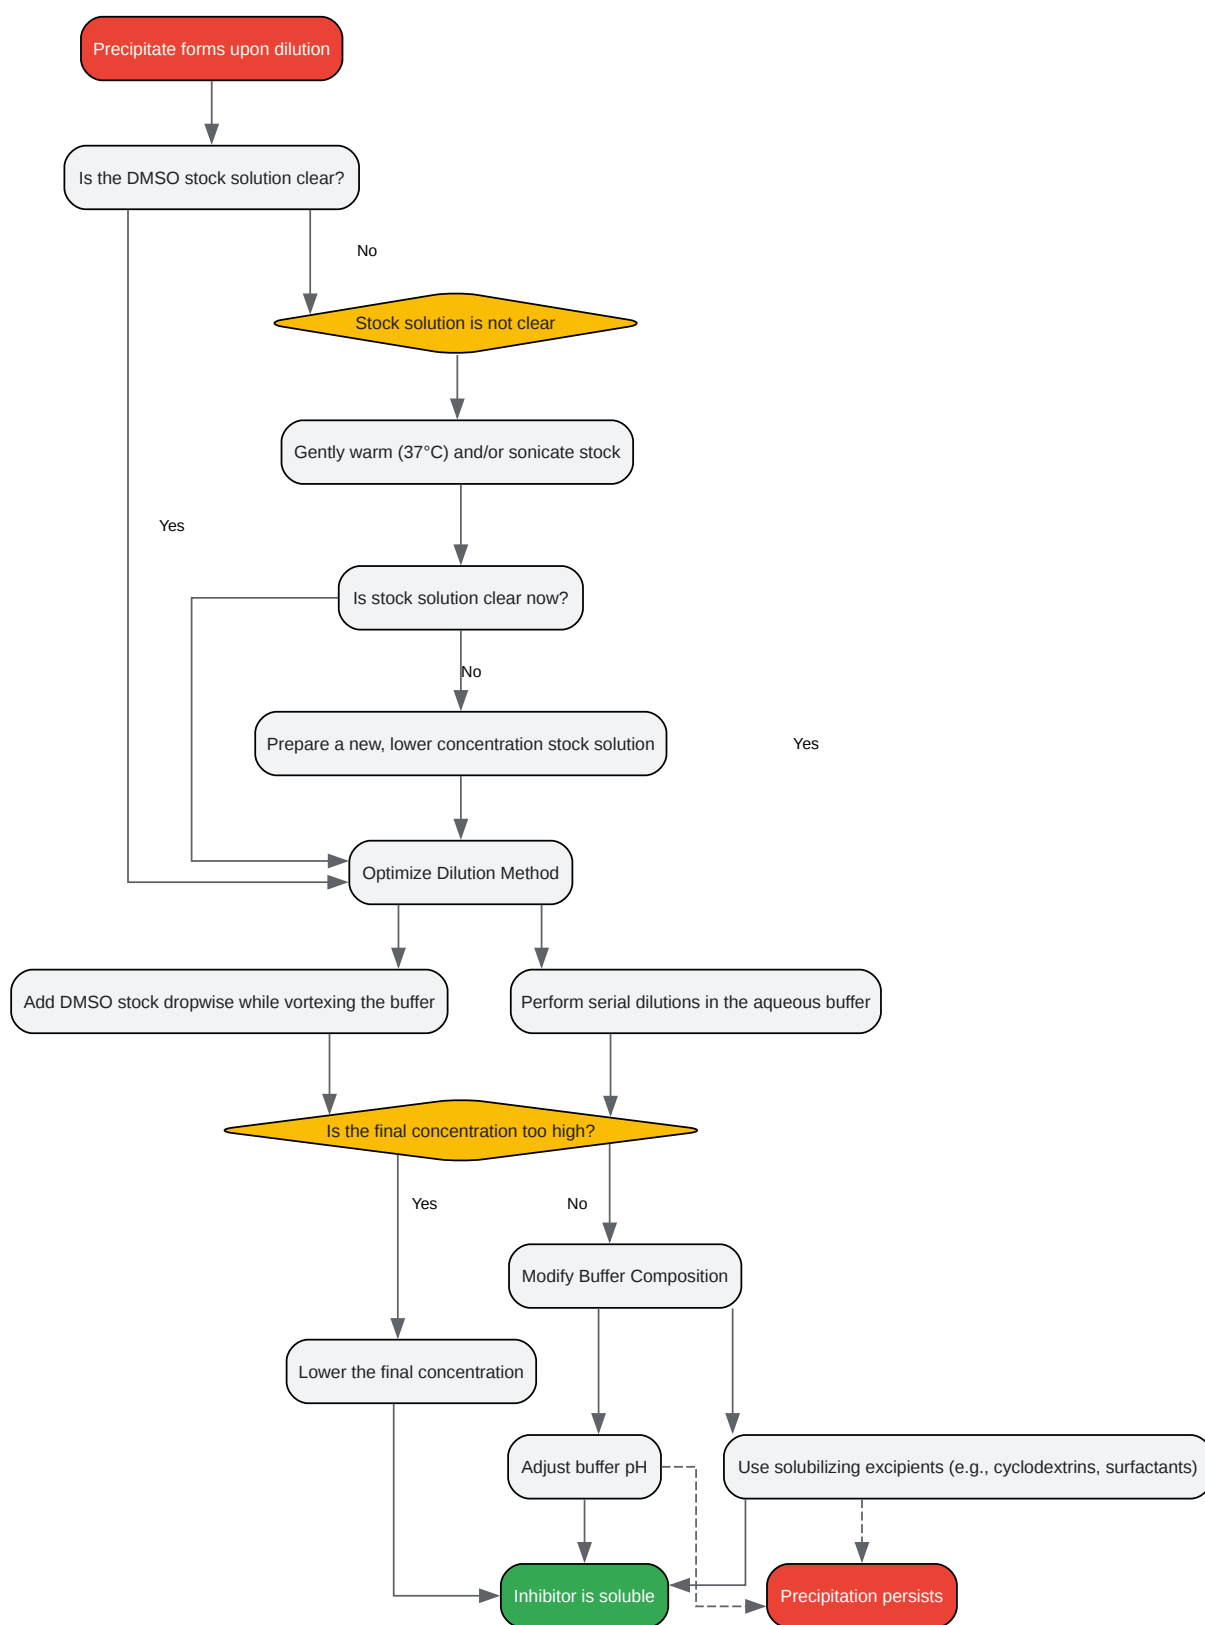 Precipitate forms upon dilution
Is the DMSO stock solution clear?
No
Stock solution is not clear
Gently warm (37°C) and/or sonicate stock
Yes
Is stock solution clear now?
No
Prepare a new, lower concentration stock solution
Yes
Optimize Dilution Method
Add DMSO stock dropwise while vortexing the buffer
Perform serial dilutions in the aqueous buffer
Is the final concentration too high?
Yes
No
Modify Buffer Composition
Lower the final concentration
Adjust buffer pH
Use solubilizing excipients (e.g., cyclodextrins, surfactants)
Inhibitor is soluble
Precipitation persists